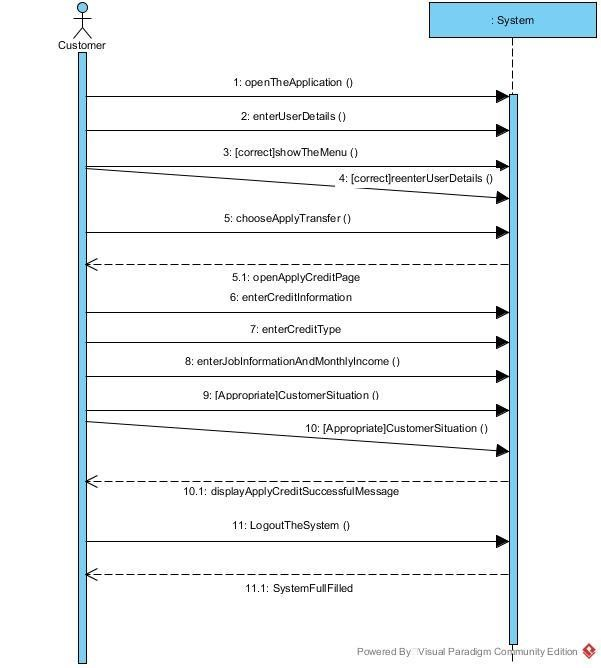 Customer
: System
1: openTheApplication ()
2: enterUserDetails ()
3: [correct]showTheMenu ()
4: [correct]reenterUserDetails ()
5: chooseApplyTransfer ()
5.1: openApplyCreditPage
6: enterCreditInformation
7: enterCreditType
8: enterJobInformationAndMonthlyIncome ()
9: [Appropriate]CustomerSituation ()
10: [Appropriate]CustomerSituation ()
10.1: displayApplyCreditSuccessfulMessage
11: LogoutTheSystem ()
11.1: SystemFullFilled
Powered By Visual Paradigm Community Edition